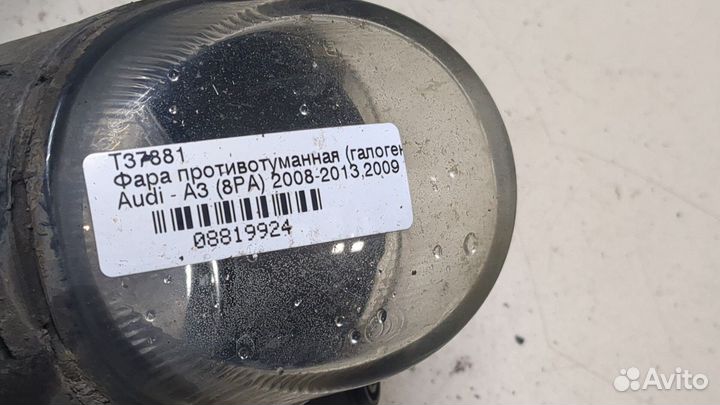 T37881
Фара противотуманная (галоген
Audi - A3 (8PA) 2008-2013,2009
08819924
Avito